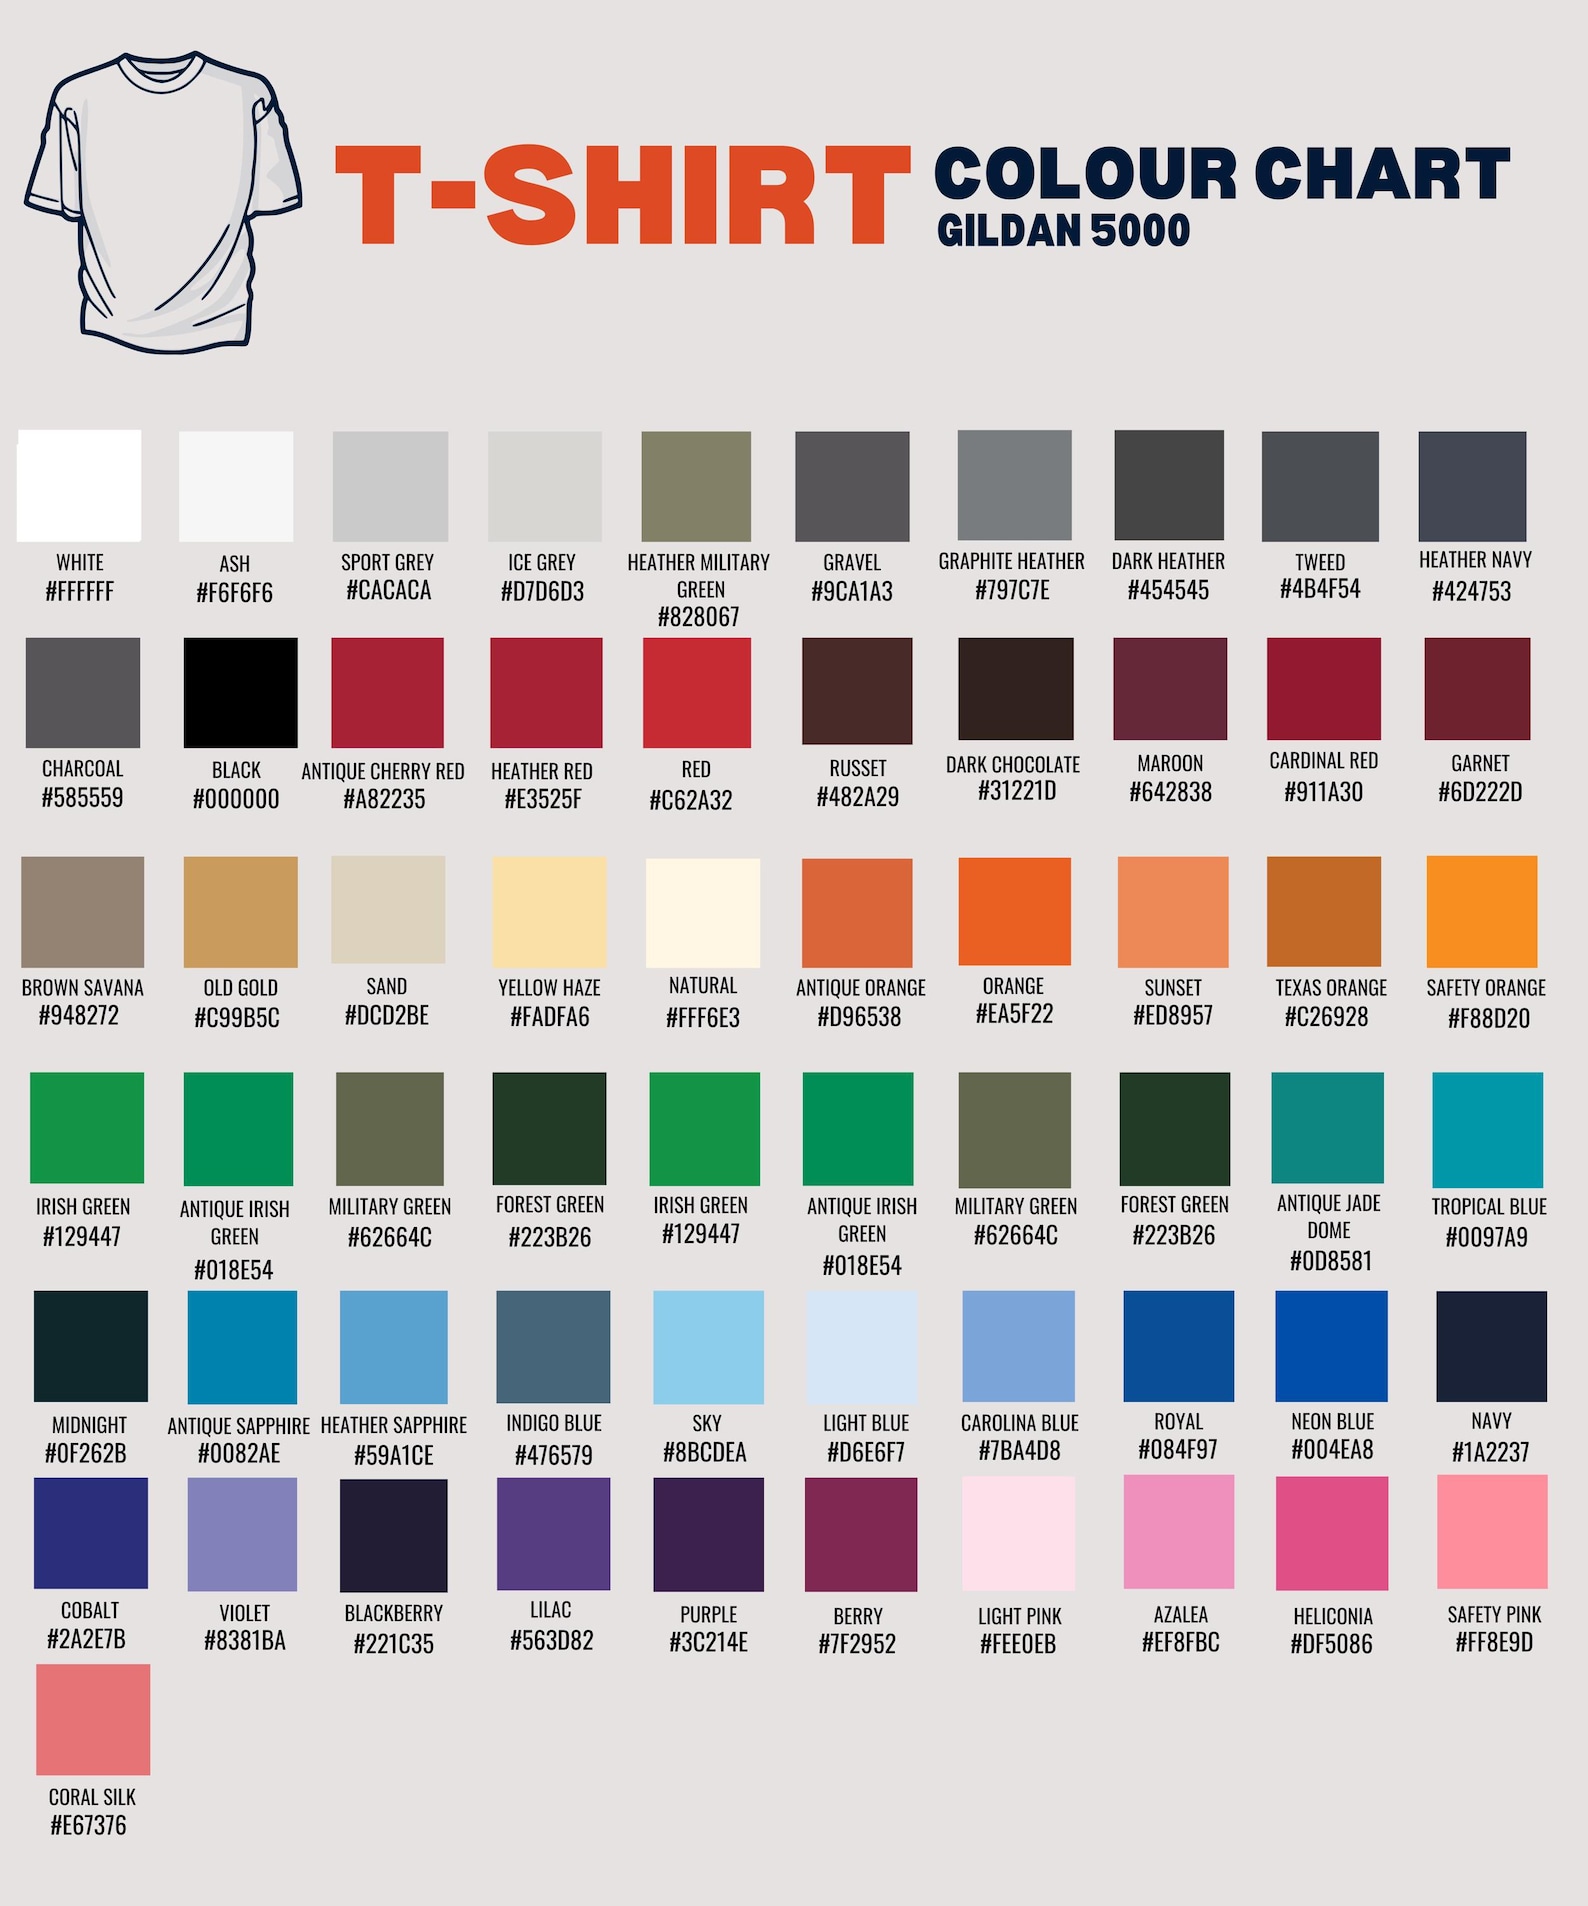 T-SHIRT COLOUR CHART
GILDAN 5000
WHITE
#FFFFFF
ASH
#F6F6F6
SPORT GREY
#CACACA
ICE GREY
#D7D6D3
HEATHER MILITARY
GREEN
#828067
GRAVEL
#9CA1A3
GRAPHITE HEATHER
#797C7E
DARK HEATHER
#454545
TWEED
#4B4F54
HEATHER NAVY
#424753
CHARCOAL
#585559
BLACK
#000000
ANTIQUE CHERRY RED
#A82235
HEATHER RED
#E3525F
RED
#C62A32
RUSSET
#482A29
DARK CHOCOLATE
#31221D
MAROON
#642838
CARDINAL RED
#911A30
GARNET
#6D222D
BROWN SAVANA
#948272
OLD GOLD
#C99B5C
SAND
#DCD2BE
YELLOW HAZE
#FADFA6
NATURAL
#FFF6E3
ANTIQUE ORANGE
#D96538
ORANGE
#EA5F22
SUNSET
#ED8957
TEXAS ORANGE
#C26928
SAFETY ORANGE
#F88D20
IRISH GREEN
#129447
ANTIQUE IRISH
GREEN
#018E54
MILITARY GREEN
#62664C
FOREST GREEN
#223B26
IRISH GREEN
#129447
ANTIQUE IRISH
GREEN
#018E54
MILITARY GREEN
#62664C
FOREST GREEN
#223B26
ANTIQUE JADE
DOME
#0D8581
TROPICAL BLUE
#0097A9
MIDNIGHT
#0F262B
ANTIQUE SAPPHIRE
#0082AE
HEATHER SAPPHIRE
#59A1CE
INDIGO BLUE
#476579
SKY
#8BCDEA
LIGHT BLUE
#D6E6F7
CAROLINA BLUE
#7BA4D8
ROYAL
#084F97
NEON BLUE
#004EA8
NAVY
#1A2237
COBALT
#2A2E7B
VIOLET
#8381BA
BLACKBERRY
#221C35
LILAC
#563D82
PURPLE
#3C214E
BERRY
#7F2952
LIGHT PINK
#FEE0EB
AZALEA
#EF8FBC
HELICONIA
#DF5086
SAFETY PINK
#FF8E9D
CORAL SILK
#E67376